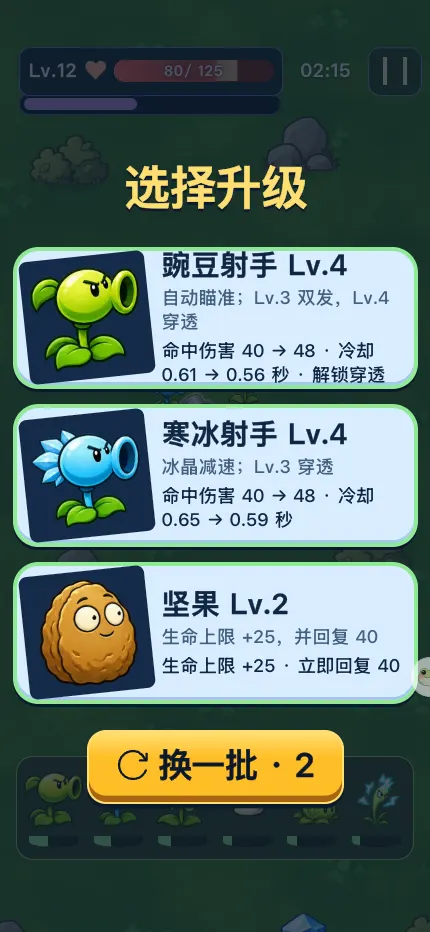 Lv.12
80/ 125
02:15
选择升级
豌豆射手 Lv.4
自动瞄准；Lv.3 双发，Lv.4
穿透
命中伤害 40 → 48 · 冷却
0.61 → 0.56 秒 · 解锁穿透
寒冰射手 Lv.4
冰晶减速；Lv.3 穿透
命中伤害 40 → 48 · 冷却
0.65 → 0.59 秒
坚果 Lv.2
生命上限 +25，并回复 40
生命上限 +25 · 立即回复 40
换一批 · 2